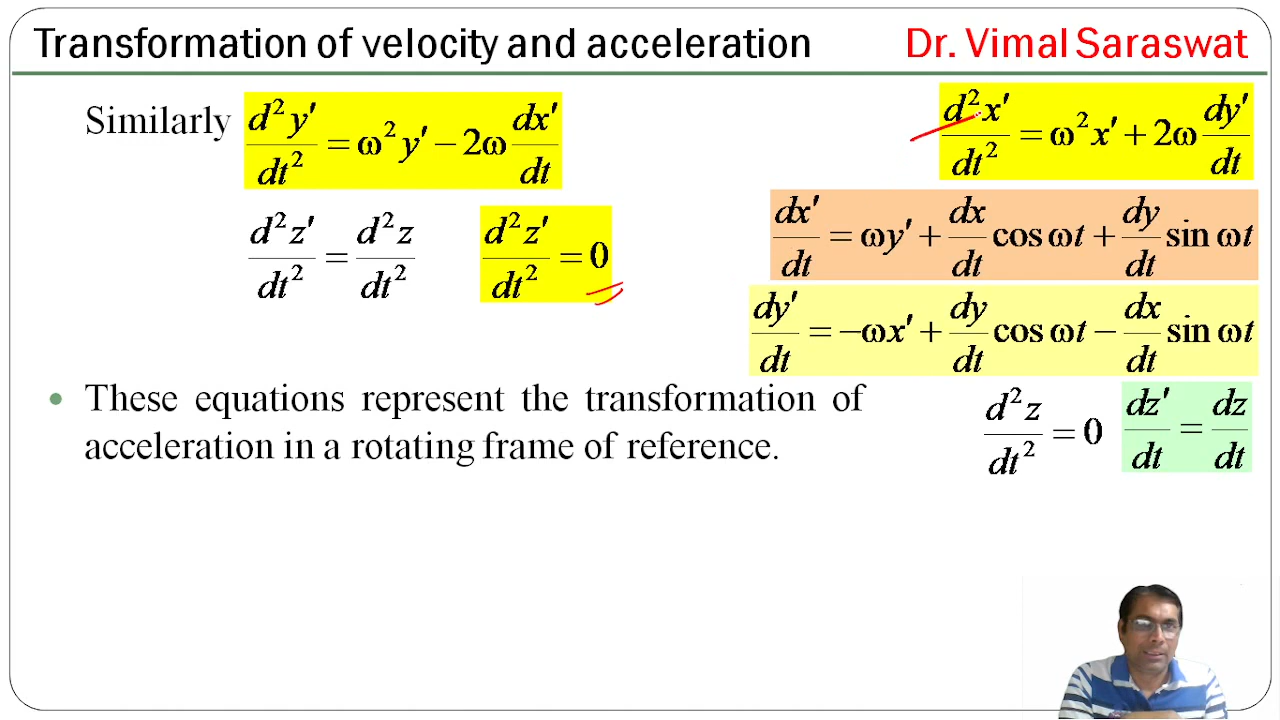 Transformation of velocity and acceleration Dr. Vimal Saraswat
Similarly d²y′/dt² = ω²y′ − 2ω dx′/dt
d²x′/dt² = ω²x′ + 2ω dy′/dt
d²z′/dt² = d²z/dt² d²z′/dt² = 0
dx′/dt = ωy′ + dx/dt cos ωt + dy/dt sin ωt
dy′/dt = −ωx′ + dy/dt cos ωt − dx/dt sin ωt
These equations represent the transformation of
acceleration in a rotating frame of reference.
d²z/dt² = 0 dz′/dt = dz/dt